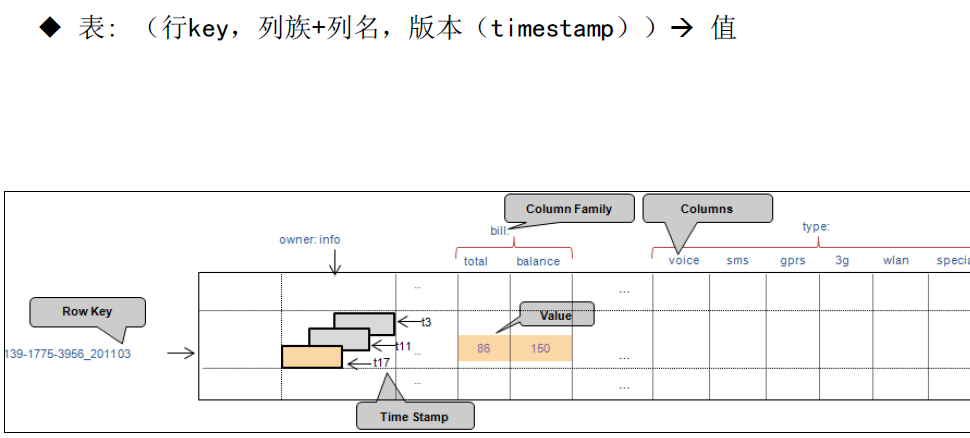 ◆ 表：（行key，列族+列名，版本（timestamp））→ 值
Column Family
Columns
bill:
type:
owner: info
total balance
voice sms gprs 3g wlan specia
... ...
Row Key
t3
Value
139-1775-3956_201103
t11 ... 86 150 ...
t17
... ...
Time Stamp